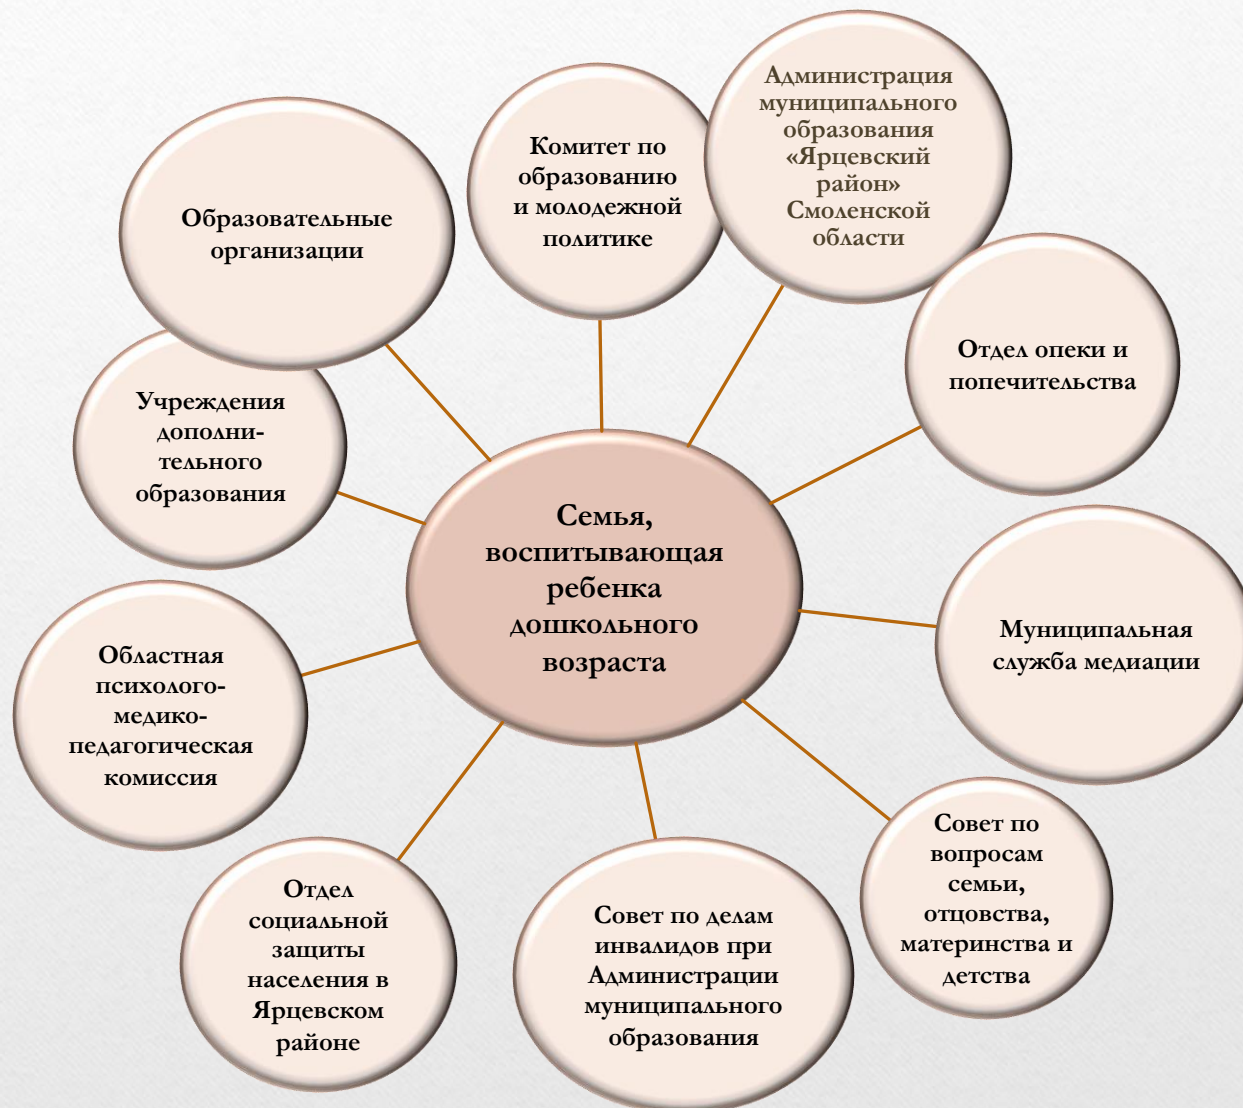 Администрация
муниципального
образования
«Ярцевский
район»
Смоленской
области
Комитет по
образованию
и молодежной
политике
Образовательные
организации
Отдел опеки и
попечительства
Учреждения
дополни-
тельного
образования
Семья,
воспитывающая
ребенка
дошкольного
возраста
Муниципальная
служба медиации
Областная
психолого-
медико-
педагогическая
комиссия
Совет по
вопросам
семьи,
отцовства,
материнства и
детства
Отдел
социальной
защиты
населения в
Ярцевском
районе
Совет по делам
инвалидов при
Администрации
муниципального
образования